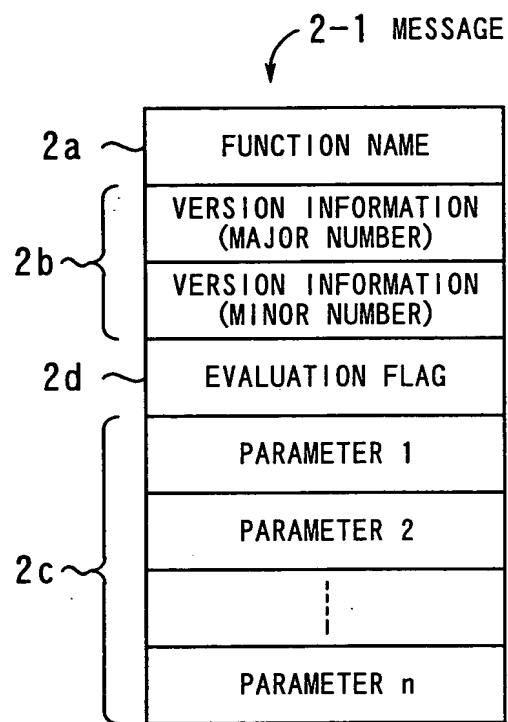 2-1 MESSAGE
2a FUNCTION NAME
VERSION INFORMATION
(MAJOR NUMBER)
2b
VERSION INFORMATION
(MINOR NUMBER)
2d EVALUATION FLAG
PARAMETER 1
PARAMETER 2
2c
PARAMETER n